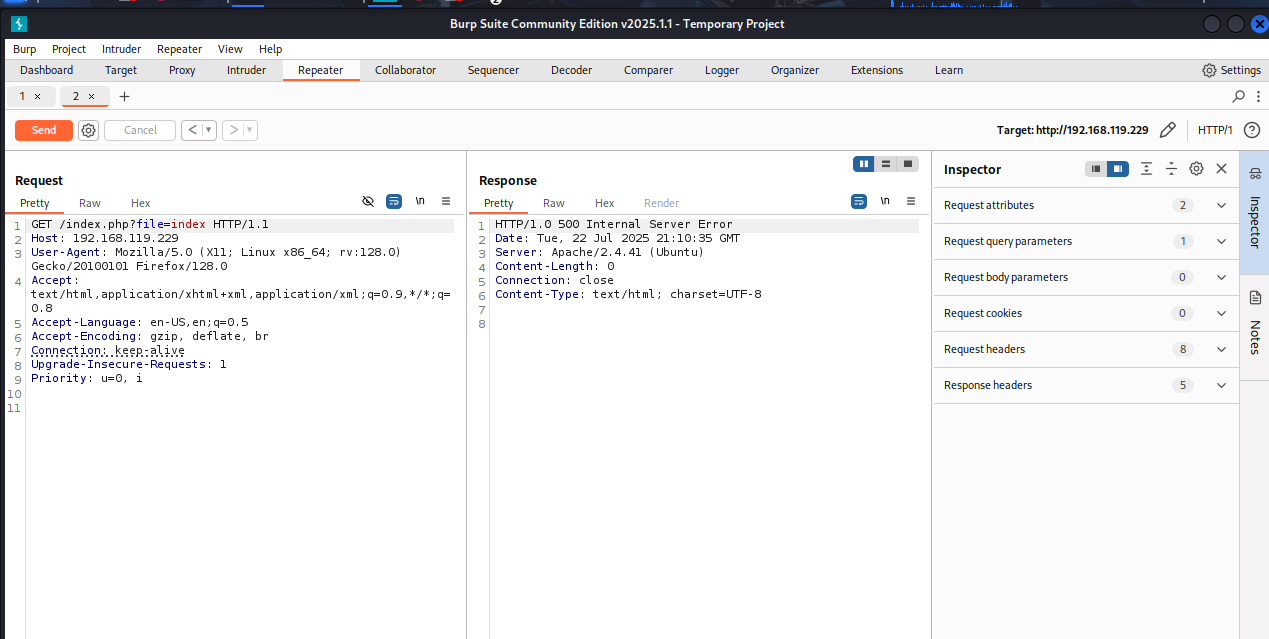 Burp Suite Community Edition v2025.1.1 - Temporary Project
Burp Project Intruder Repeater View Help
Dashboard Target Proxy Intruder Repeater Collaborator Sequencer Decoder Comparer Logger Organizer Extensions Learn Settings
1 × 2 × +
Send Cancel < > Target: http://192.168.119.229 HTTP/1 ?
Request
Pretty Raw Hex \n
1 GET /index.php?file=index HTTP/1.1
2 Host: 192.168.119.229
3 User-Agent: Mozilla/5.0 (X11; Linux x86_64; rv:128.0)
Gecko/20100101 Firefox/128.0
4 Accept:
text/html,application/xhtml+xml,application/xml;q=0.9,*/*;q=
0.8
5 Accept-Language: en-US,en;q=0.5
6 Accept-Encoding: gzip, deflate, br
7 Connection: keep-alive
8 Upgrade-Insecure-Requests: 1
9 Priority: u=0, i
10
11
Response
Pretty Raw Hex Render \n
1 HTTP/1.0 500 Internal Server Error
2 Date: Tue, 22 Jul 2025 21:10:35 GMT
3 Server: Apache/2.4.41 (Ubuntu)
4 Content-Length: 0
5 Connection: close
6 Content-Type: text/html; charset=UTF-8
7
8
Inspector
Request attributes 2
Request query parameters 1
Request body parameters 0
Request cookies 0
Request headers 8
Response headers 5
Inspector
Notes